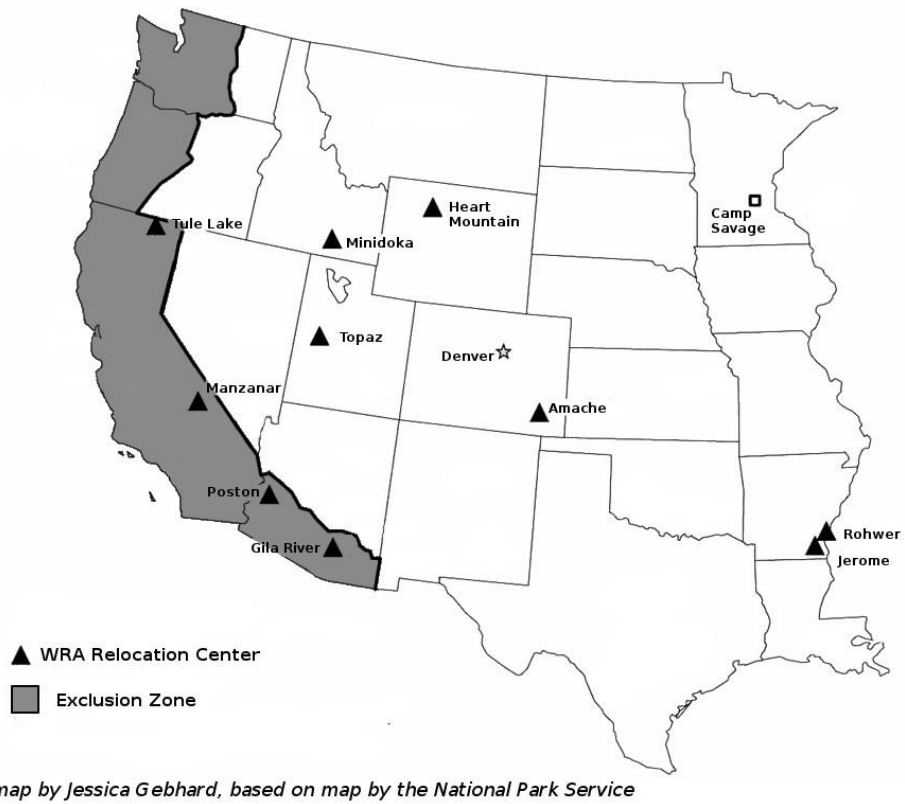 Tule Lake
Heart
Mountain
Minidoka
Camp
Savage
Topaz
Denver
Manzanar
Amache
Poston
Gila River
Rohwer
Jerome
WRA Relocation Center
Exclusion Zone
map by Jessica Gebhard, based on map by the National Park Service